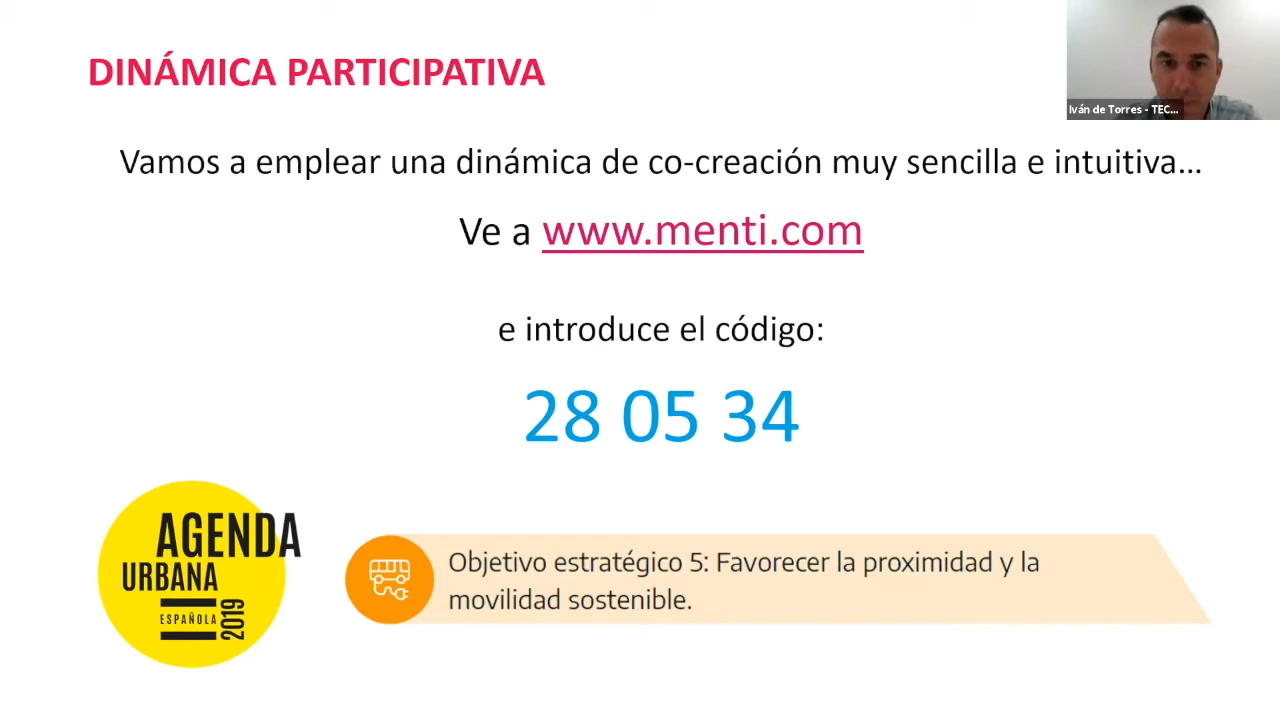 DINÁMICA PARTICIPATIVA
Iván de Torres - TEC...
Vamos a emplear una dinámica de co-creación muy sencilla e intuitiva...
Ve a www.menti.com
e introduce el código:
28 05 34
AGENDA
URBANA
ESPAÑOLA
2019
Objetivo estratégico 5: Favorecer la proximidad y la
movilidad sostenible.